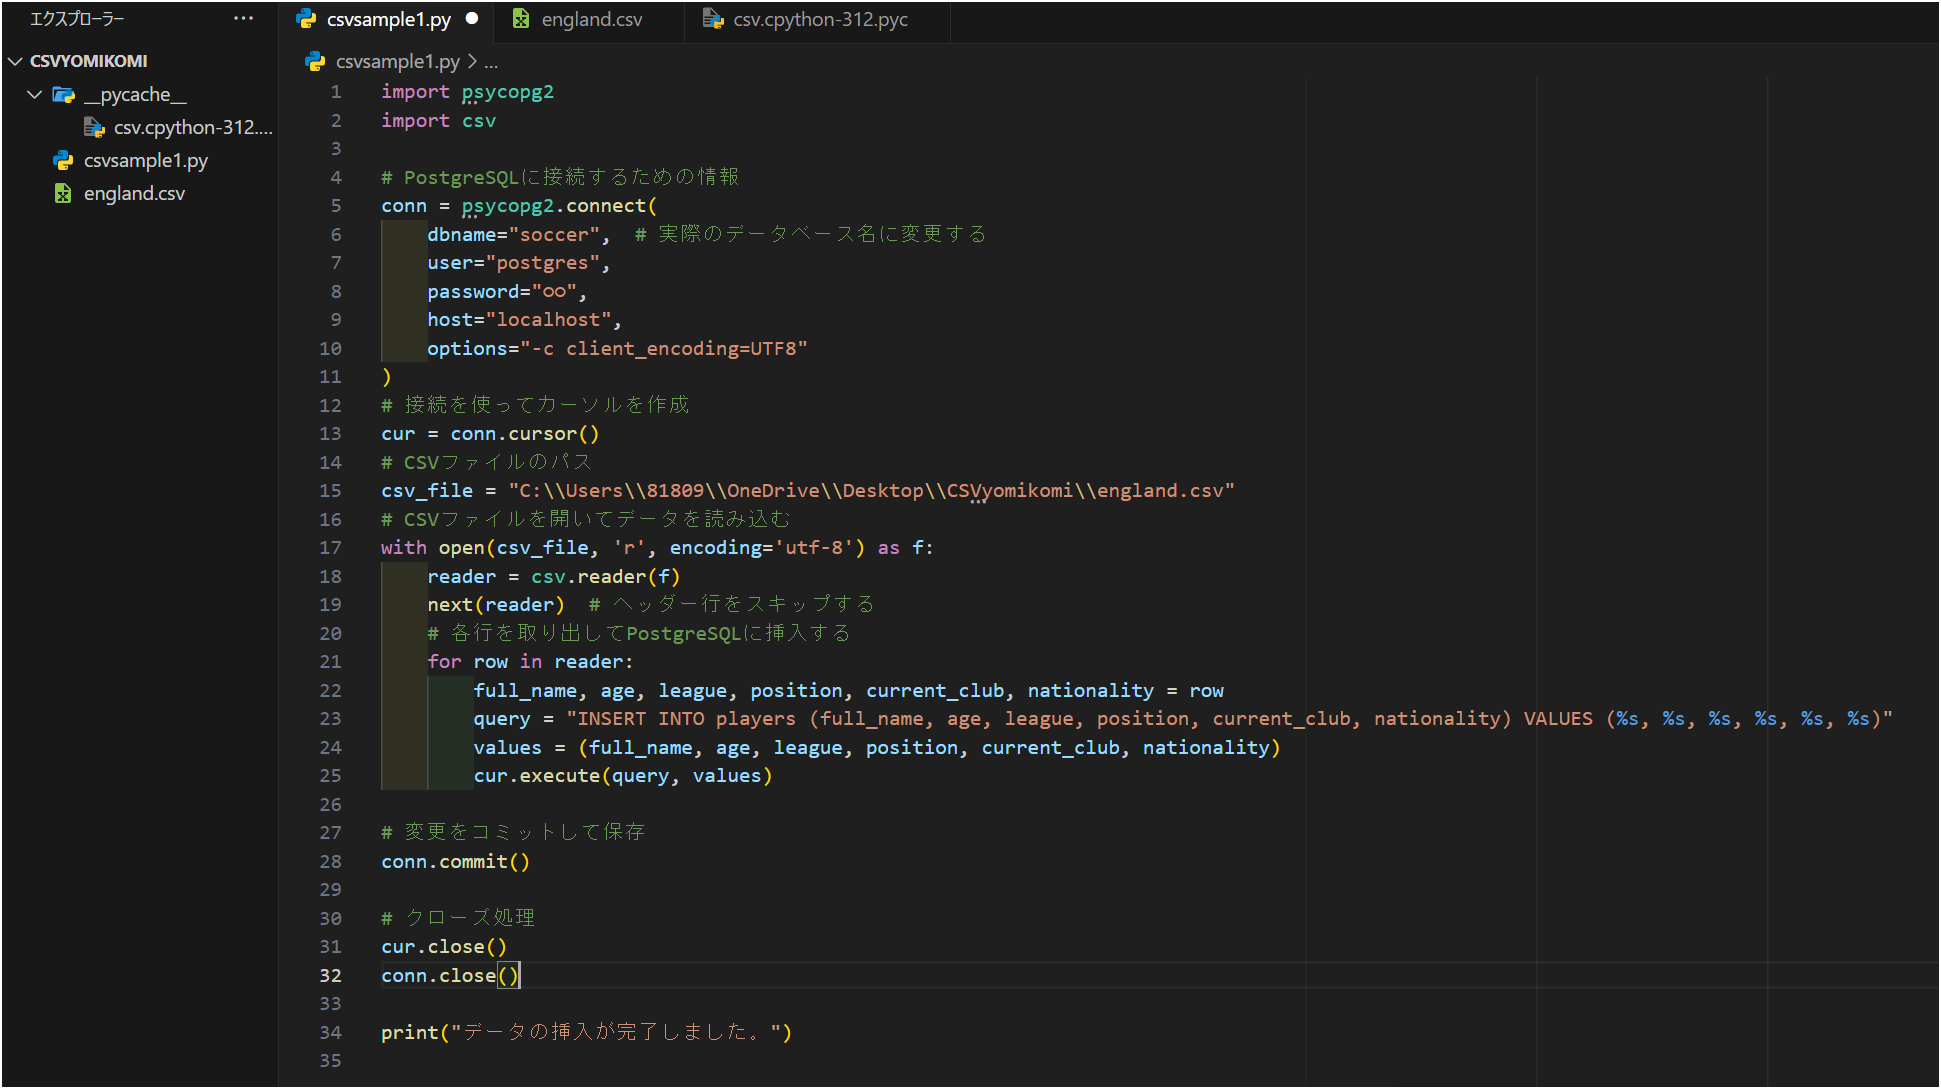 エクスプローラー
CSVYOMIKOMI
__pycache__
csv.cpython-312....
csvsample1.py
england.csv
csvsample1.py england.csv csv.cpython-312.pyc
csvsample1.py > ...
1 import psycopg2
2 import csv
3
4 # PostgreSQLに接続するための情報
5 conn = psycopg2.connect(
6     dbname="soccer",  # 実際のデータベース名に変更する
7     user="postgres",
8     password="○○",
9     host="localhost",
10     options="-c client_encoding=UTF8"
11 )
12 # 接続を使ってカーソルを作成
13 cur = conn.cursor()
14 # CSVファイルのパス
15 csv_file = "C:\\Users\\81809\\OneDrive\\Desktop\\CSVyomikomi\\england.csv"
16 # CSVファイルを開いてデータを読み込む
17 with open(csv_file, 'r', encoding='utf-8') as f:
18     reader = csv.reader(f)
19     next(reader)  # ヘッダー行をスキップする
20     # 各行を取り出してPostgreSQLに挿入する
21     for row in reader:
22         full_name, age, league, position, current_club, nationality = row
23         query = "INSERT INTO players (full_name, age, league, position, current_club, nationality) VALUES (%s, %s, %s, %s, %s, %s)"
24         values = (full_name, age, league, position, current_club, nationality)
25         cur.execute(query, values)
26
27 # 変更をコミットして保存
28 conn.commit()
29
30 # クローズ処理
31 cur.close()
32 conn.close()
33
34 print("データの挿入が完了しました。")
35